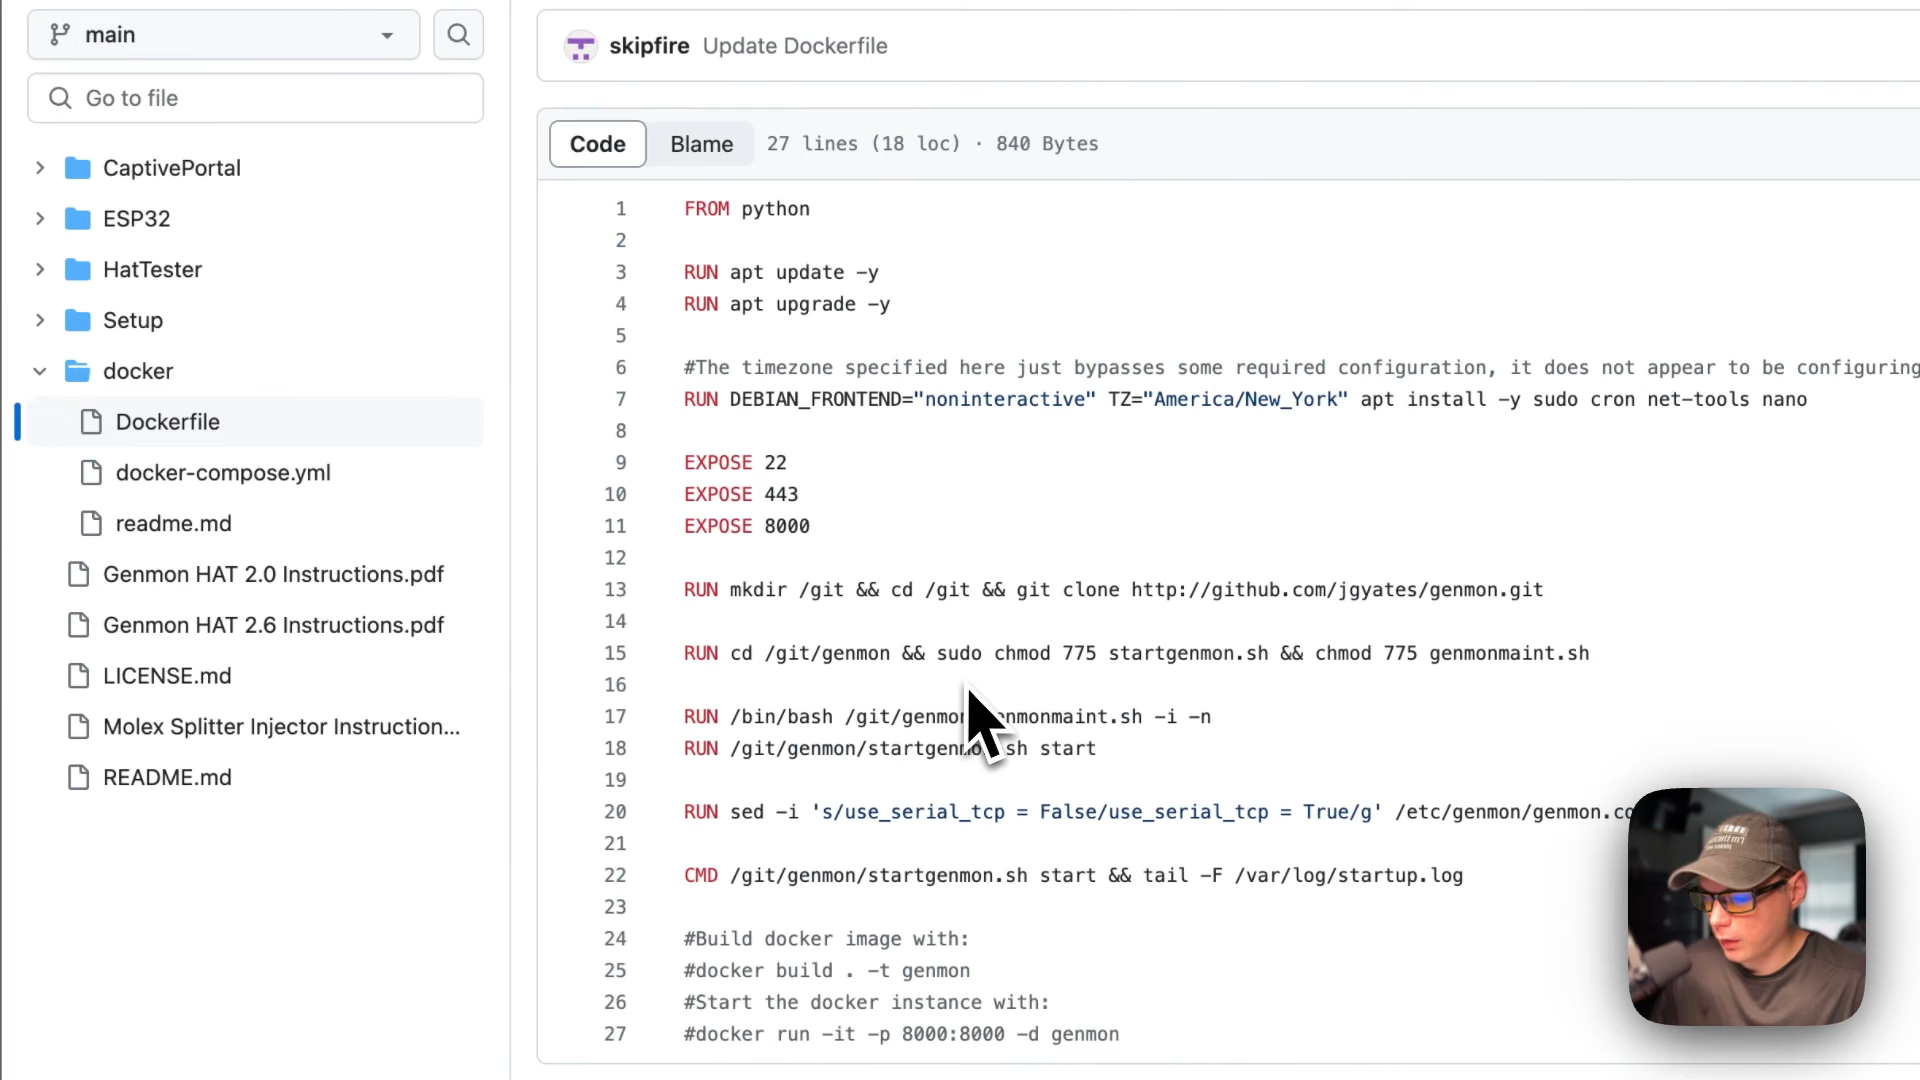 main
Go to file
CaptivePortal
ESP32
HatTester
Setup
docker
Dockerfile
docker-compose.yml
readme.md
Genmon HAT 2.0 Instructions.pdf
Genmon HAT 2.6 Instructions.pdf
LICENSE.md
Molex Splitter Injector Instruction...
README.md
skipfire Update Dockerfile
Code Blame 27 lines (18 loc) · 840 Bytes
1 FROM python
2
3 RUN apt update -y
4 RUN apt upgrade -y
5
6 #The timezone specified here just bypasses some required configuration, it does not appear to be configuring
7 RUN DEBIAN_FRONTEND="noninteractive" TZ="America/New_York" apt install -y sudo cron net-tools nano
8
9 EXPOSE 22
10 EXPOSE 443
11 EXPOSE 8000
12
13 RUN mkdir /git && cd /git && git clone http://github.com/jgyates/genmon.git
14
15 RUN cd /git/genmon && sudo chmod 775 startgenmon.sh && chmod 775 genmonmaint.sh
16
17 RUN /bin/bash /git/genmon/genmonmaint.sh -i -n
18 RUN /git/genmon/startgenmon.sh start
19
20 RUN sed -i 's/use_serial_tcp = False/use_serial_tcp = True/g' /etc/genmon/genmon.co
21
22 CMD /git/genmon/startgenmon.sh start && tail -F /var/log/startup.log
23
24 #Build docker image with:
25 #docker build . -t genmon
26 #Start the docker instance with:
27 #docker run -it -p 8000:8000 -d genmon